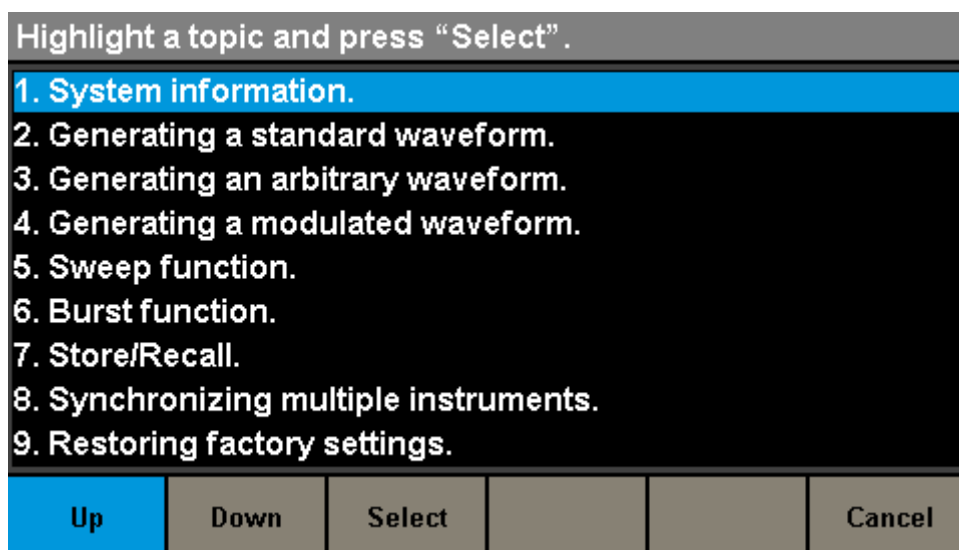 Highlight a topic and press “Select”.
1. System information.
2. Generating a standard waveform.
3. Generating an arbitrary waveform.
4. Generating a modulated waveform.
5. Sweep function.
6. Burst function.
7. Store/Recall.
8. Synchronizing multiple instruments.
9. Restoring factory settings.
Up Down Select Cancel